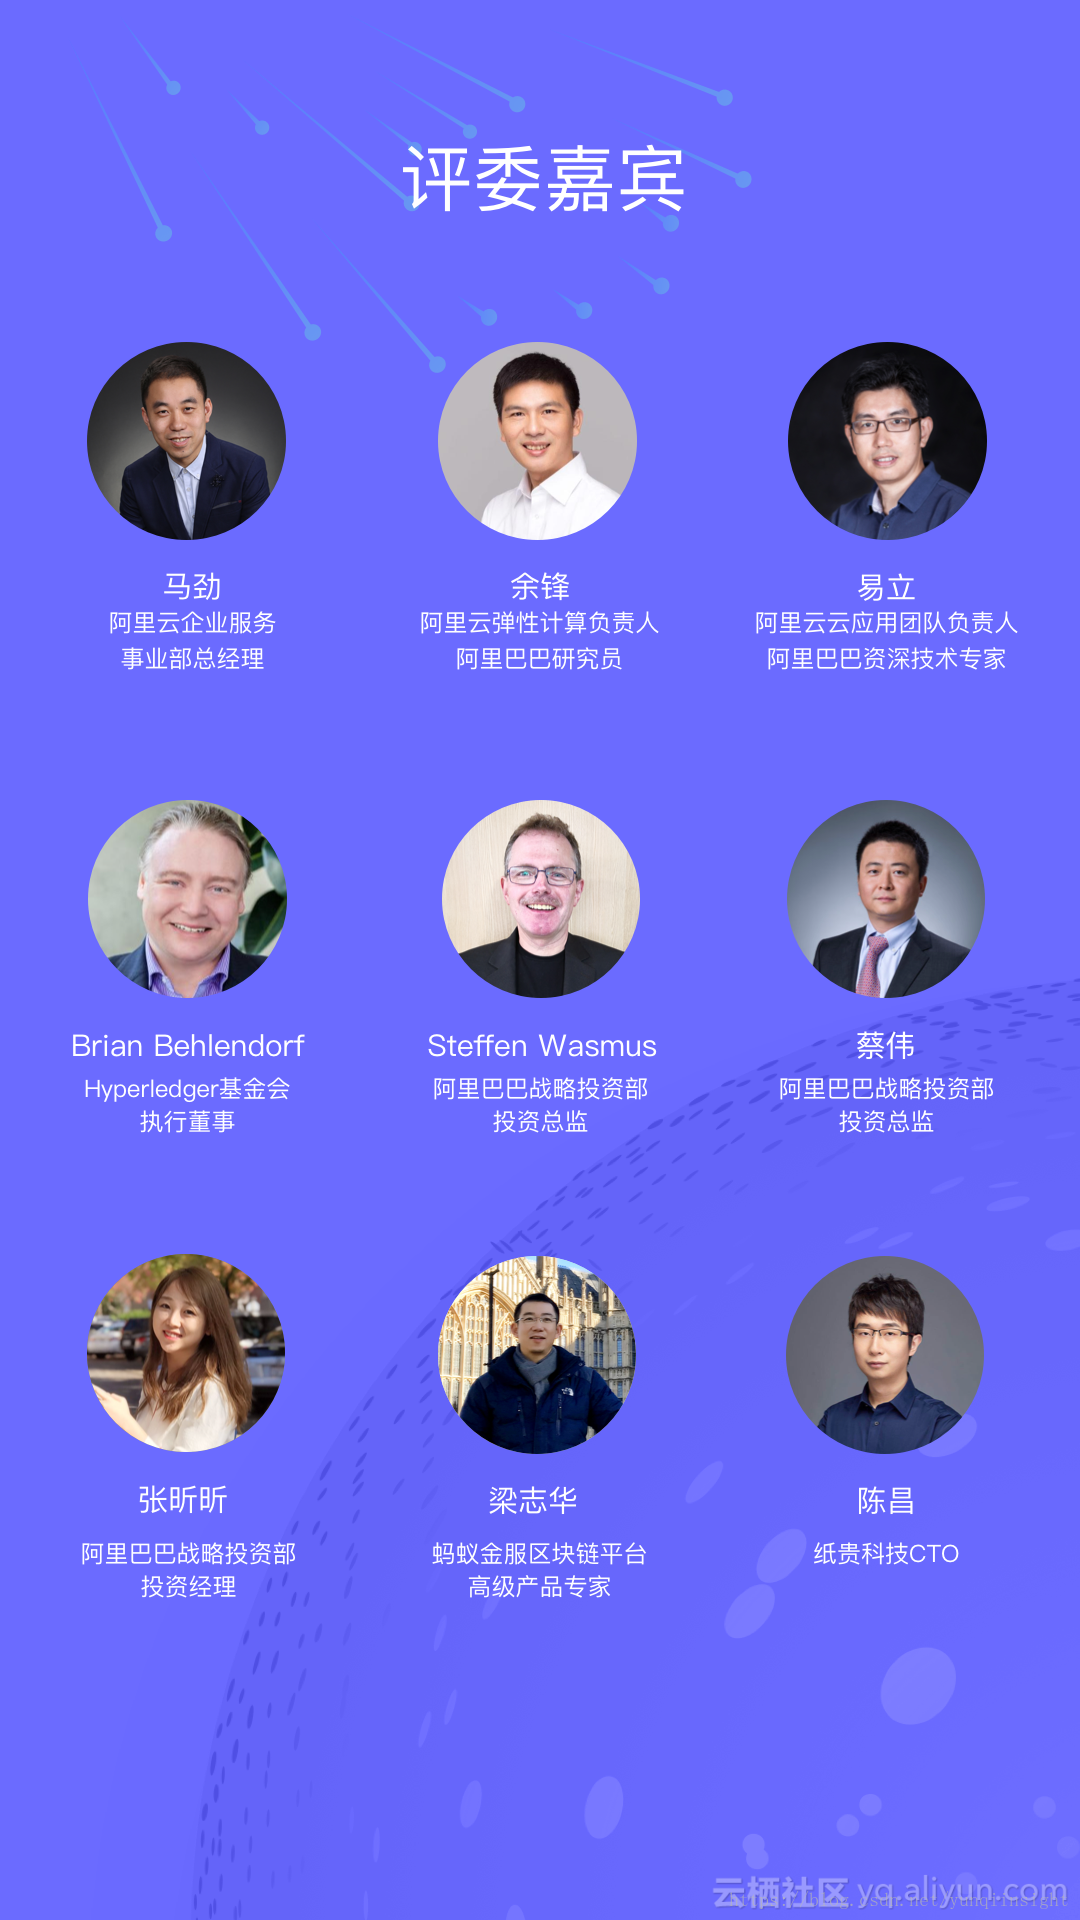 评委嘉宾
马劲
阿里云企业服务
事业部总经理
余锋
阿里云弹性计算负责人
阿里巴巴研究员
易立
阿里云云应用团队负责人
阿里巴巴资深技术专家
Brian Behlendorf
Hyperledger基金会
执行董事
Steffen Wasmus
阿里巴巴战略投资部
投资总监
蔡伟
阿里巴巴战略投资部
投资总监
张昕昕
阿里巴巴战略投资部
投资经理
梁志华
蚂蚁金服区块链平台
高级产品专家
陈昌
纸贵科技CTO
云栖社区 yq.aliyun.com
https://blog.csdn.net/yunqiinsight